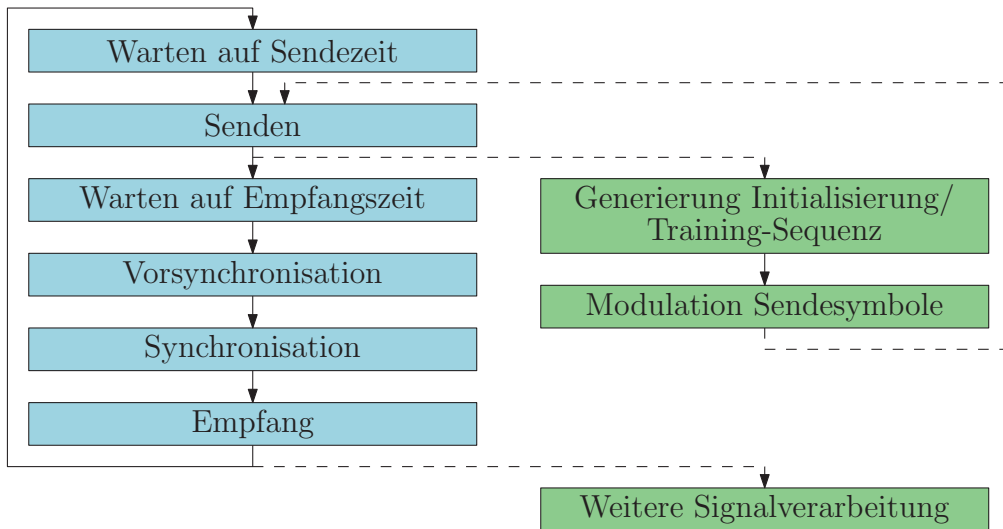 Warten auf Sendezeit
Senden
Warten auf Empfangszeit
Vorsynchronisation
Synchronisation
Empfang
Generierung Initialisierung/
Training-Sequenz
Modulation Sendesymbole
Weitere Signalverarbeitung